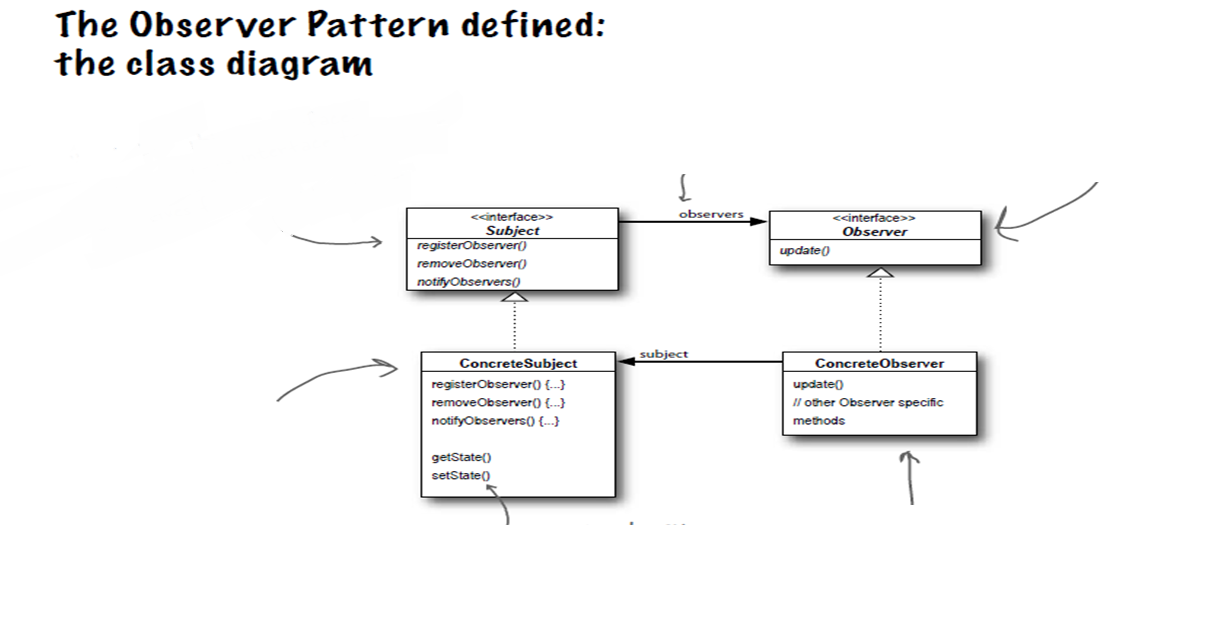 The Observer Pattern defined:
the class diagram
<<interface>>
Subject
registerObserver()
removeObserver()
notifyObservers()
observers
<<interface>>
Observer
update()
ConcreteSubject
registerObserver() {...}
removeObserver() {...}
notifyObservers() {...}
getState()
setState()
subject
ConcreteObserver
update()
// other Observer specific
methods